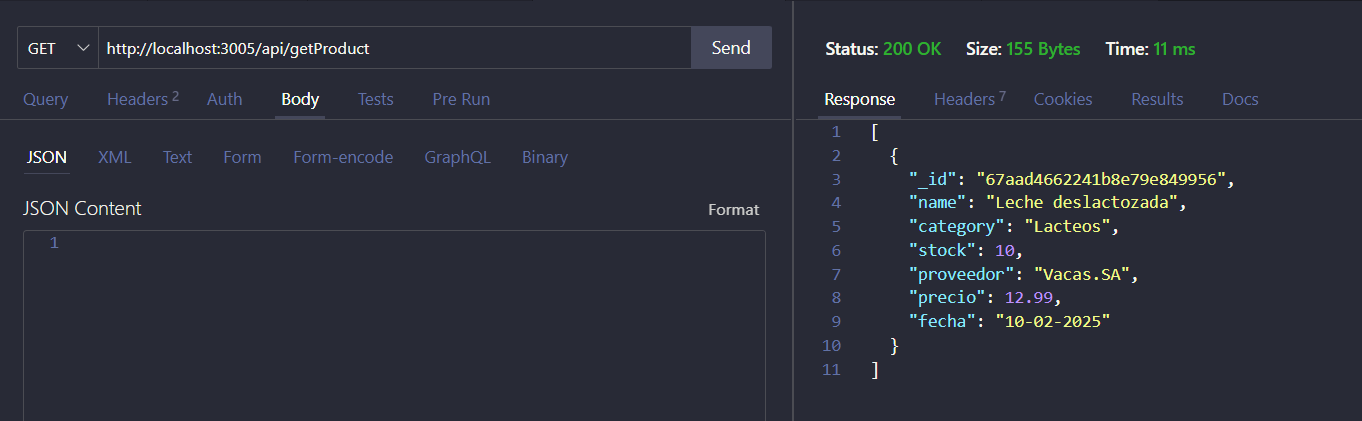 GET http://localhost:3005/api/getProduct Send
Query Headers 2 Auth Body Tests Pre Run
JSON XML Text Form Form-encode GraphQL Binary
JSON Content Format
1
Status: 200 OK Size: 155 Bytes Time: 11 ms
Response Headers 7 Cookies Results Docs
1 [
2 {
3 "_id": "67aad4662241b8e79e849956",
4 "name": "Leche deslactozada",
5 "category": "Lacteos",
6 "stock": 10,
7 "proveedor": "Vacas.SA",
8 "precio": 12.99,
9 "fecha": "10-02-2025"
10 }
11 ]